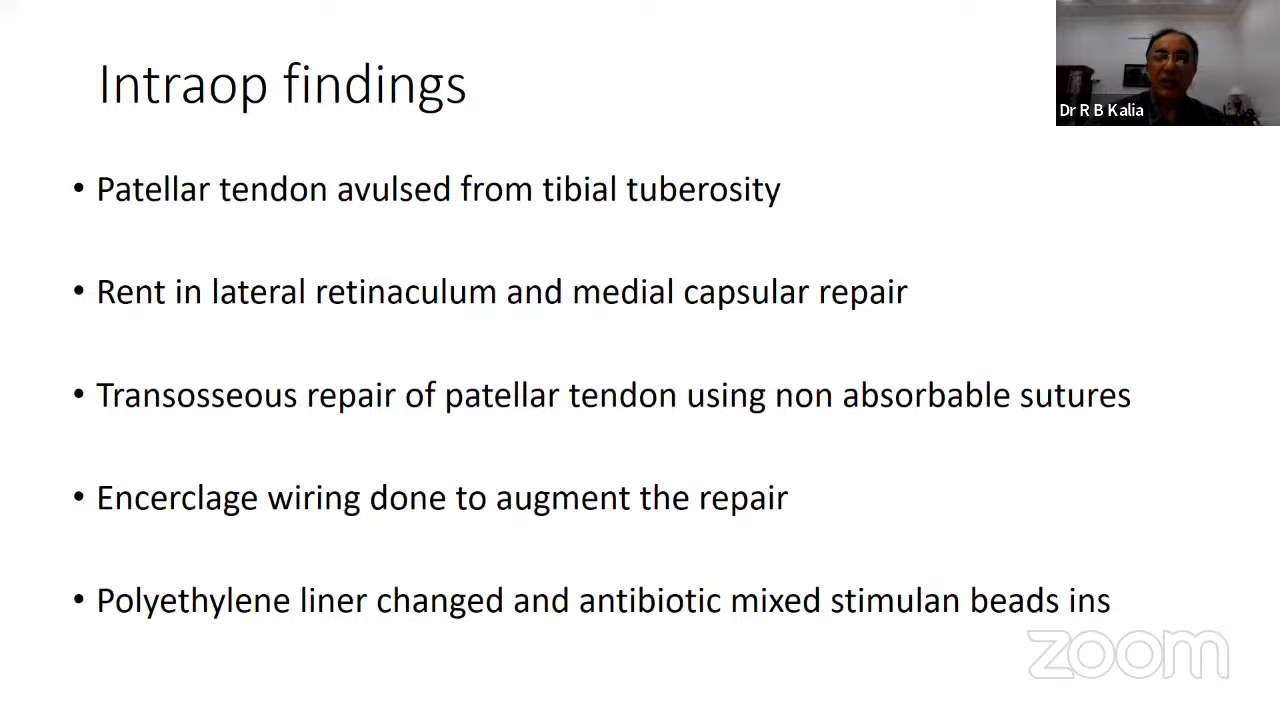 Intraop findings
Dr R B Kalia
• Patellar tendon avulsed from tibial tuberosity
• Rent in lateral retinaculum and medial capsular repair
• Transosseous repair of patellar tendon using non absorbable sutures
• Encerclage wiring done to augment the repair
• Polyethylene liner changed and antibiotic mixed stimulan beads ins
zoom